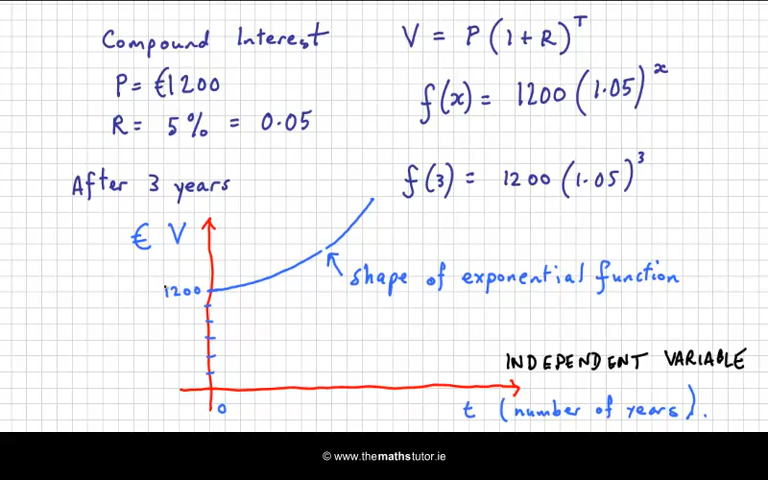 Compound Interest
V = P(1+R)^T
P = €1200
f(x) = 1200(1.05)^x
R = 5% = 0.05
After 3 years
f(3) = 1200(1.05)^3
€ V
shape of exponential function
1200
INDEPENDENT VARIABLE
0
t (number of years).
© www.themathstutor.ie